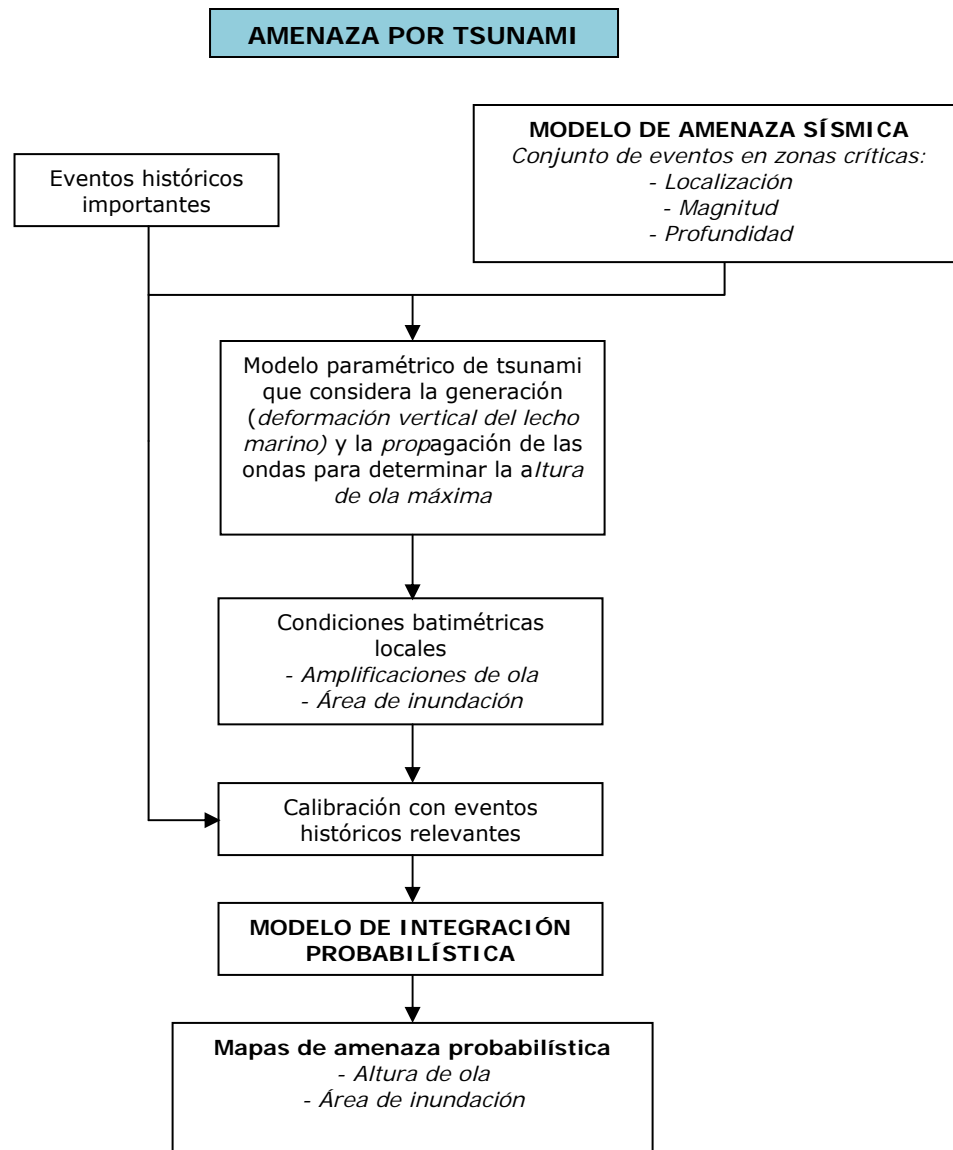 AMENAZA POR TSUNAMI
MODELO DE AMENAZA SÍSMICA
Conjunto de eventos en zonas críticas:
- Localización
- Magnitud
- Profundidad
Eventos históricos
importantes
Modelo paramétrico de tsunami
que considera la generación
(deformación vertical del lecho
marino) y la propagación de las
ondas para determinar la altura
de ola máxima
Condiciones batimétricas
locales
- Amplificaciones de ola
- Área de inundación
Calibración con eventos
históricos relevantes
MODELO DE INTEGRACIÓN
PROBABILÍSTICA
Mapas de amenaza probabilística
- Altura de ola
- Área de inundación